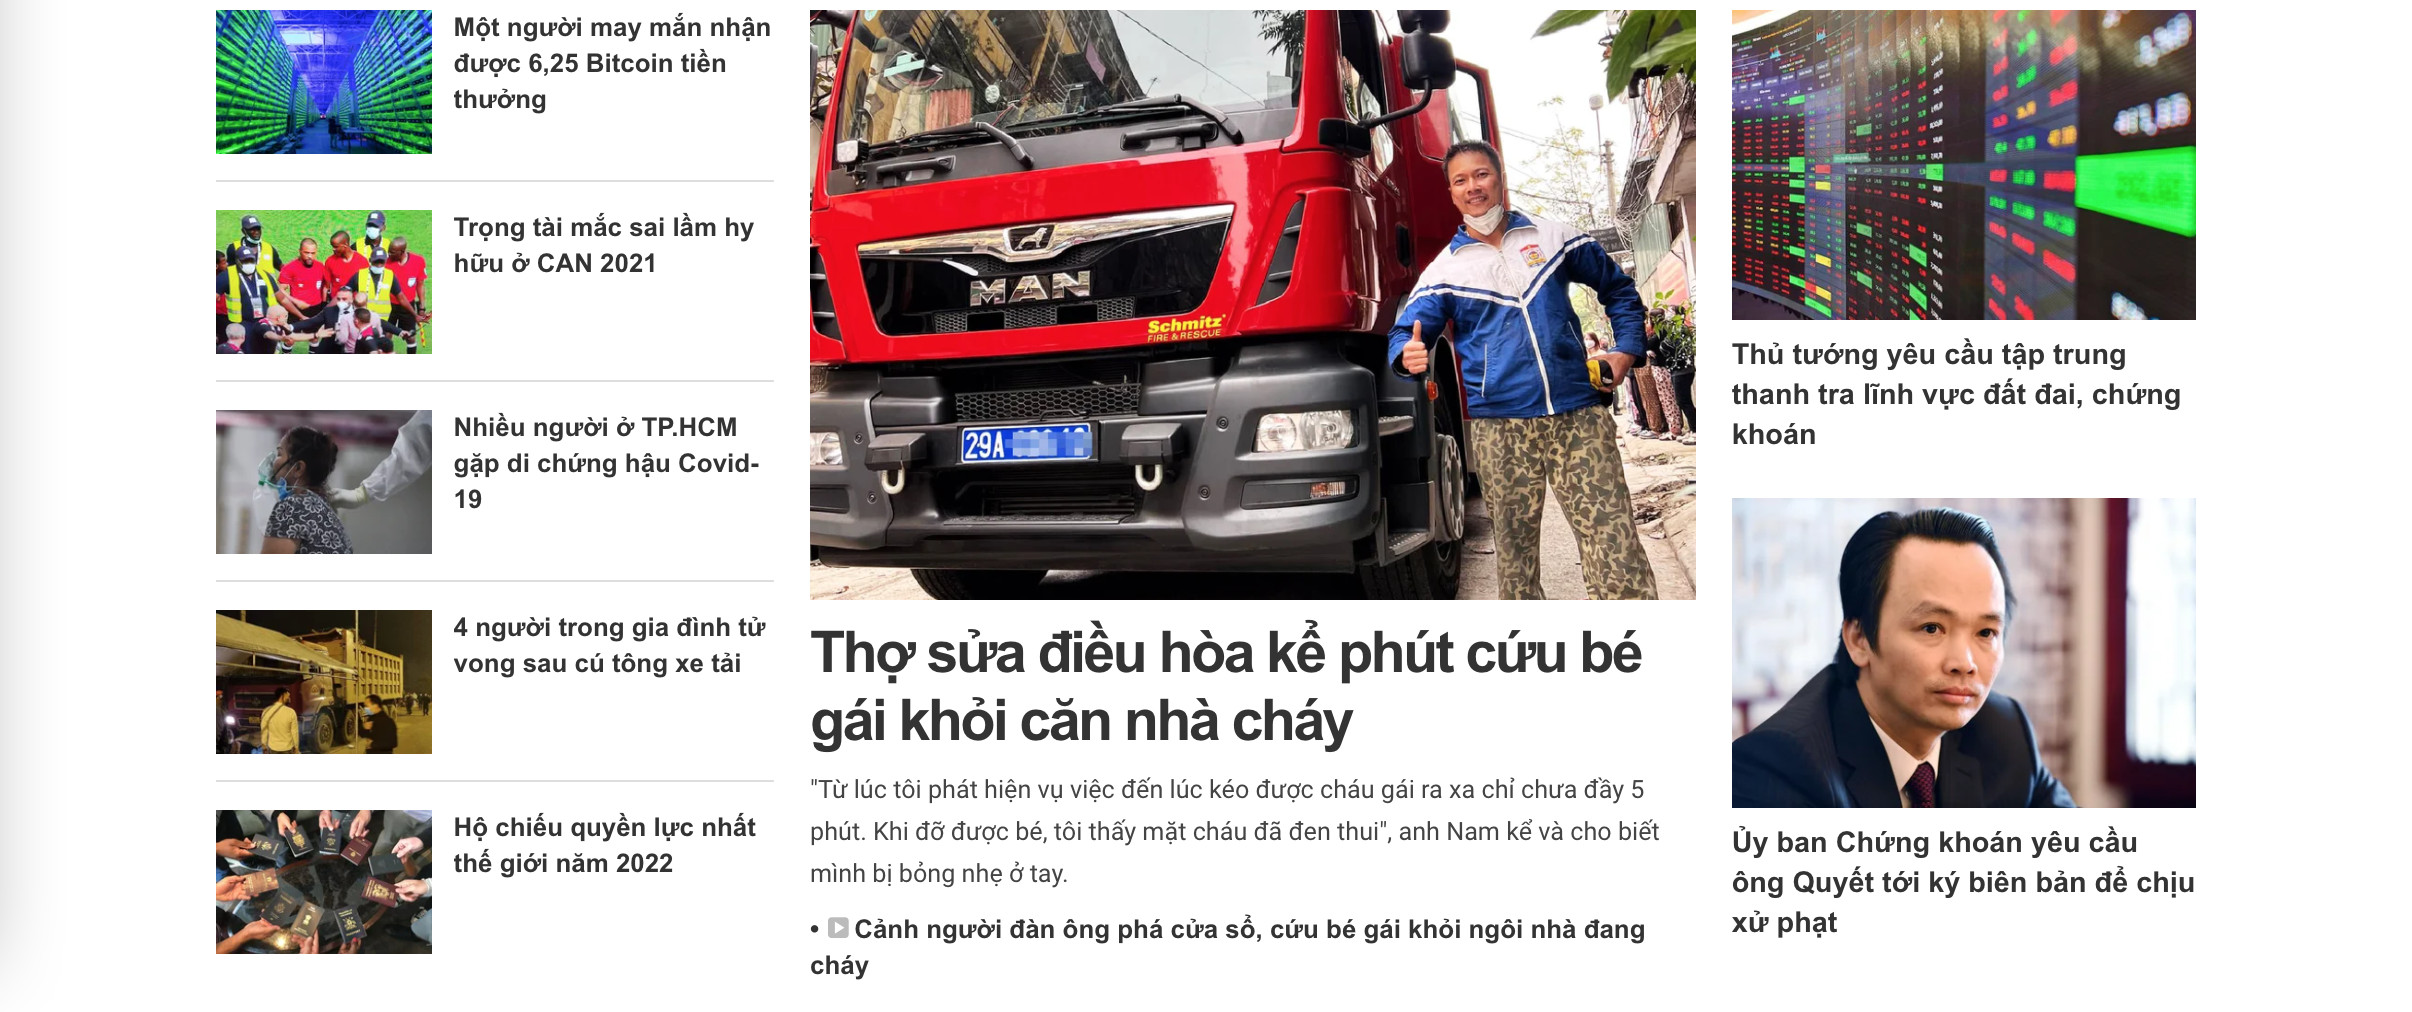 Một người may mắn nhận
được 6,25 Bitcoin tiền
thưởng
Trọng tài mắc sai lầm hy
hữu ở CAN 2021
Nhiều người ở TP.HCM
gặp di chứng hậu Covid-
19
4 người trong gia đình tử
vong sau cú tông xe tải
Hộ chiếu quyền lực nhất
thế giới năm 2022
MAN
Schmitz
FIRE & RESCUE
29A
Thợ sửa điều hòa kể phút cứu bé
gái khỏi căn nhà cháy
"Từ lúc tôi phát hiện vụ việc đến lúc kéo được cháu gái ra xa chỉ chưa đầy 5
phút. Khi đỡ được bé, tôi thấy mặt cháu đã đen thui", anh Nam kể và cho biết
mình bị bỏng nhẹ ở tay.
• Cảnh người đàn ông phá cửa sổ, cứu bé gái khỏi ngôi nhà đang
cháy
Thủ tướng yêu cầu tập trung
thanh tra lĩnh vực đất đai, chứng
khoán
Ủy ban Chứng khoán yêu cầu
ông Quyết tới ký biên bản để chịu
xử phạt